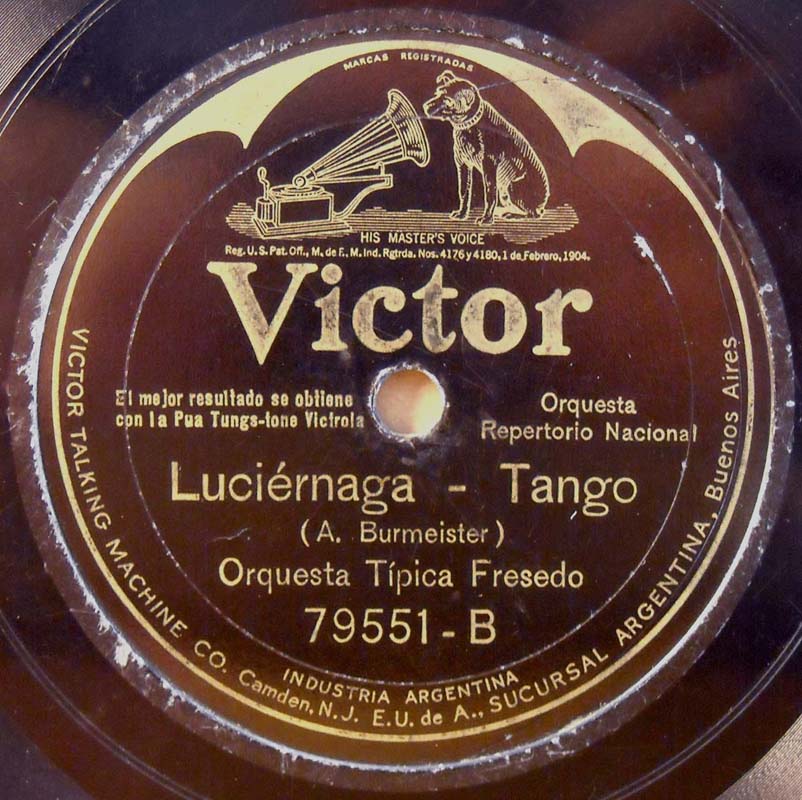 MARCAS REGISTRADAS
HIS MASTER'S VOICE
Reg. U.S. Pat. Off., M. de F., M. Ind. Rgtrda. Nos. 4176 y 4180, 1 de Febrero, 1904.
Victor
El mejor resultado se obtiene
con la Pua Tungs-tone Victrola
Orquesta
Repertorio Nacional
Luciérnaga - Tango
(A. Burmeister)
Orquesta Típica Fresedo
79551-B
INDUSTRIA ARGENTINA
VICTOR TALKING MACHINE CO. Camden, N.J. E.U. de A., SUCURSAL ARGENTINA, Buenos Aires